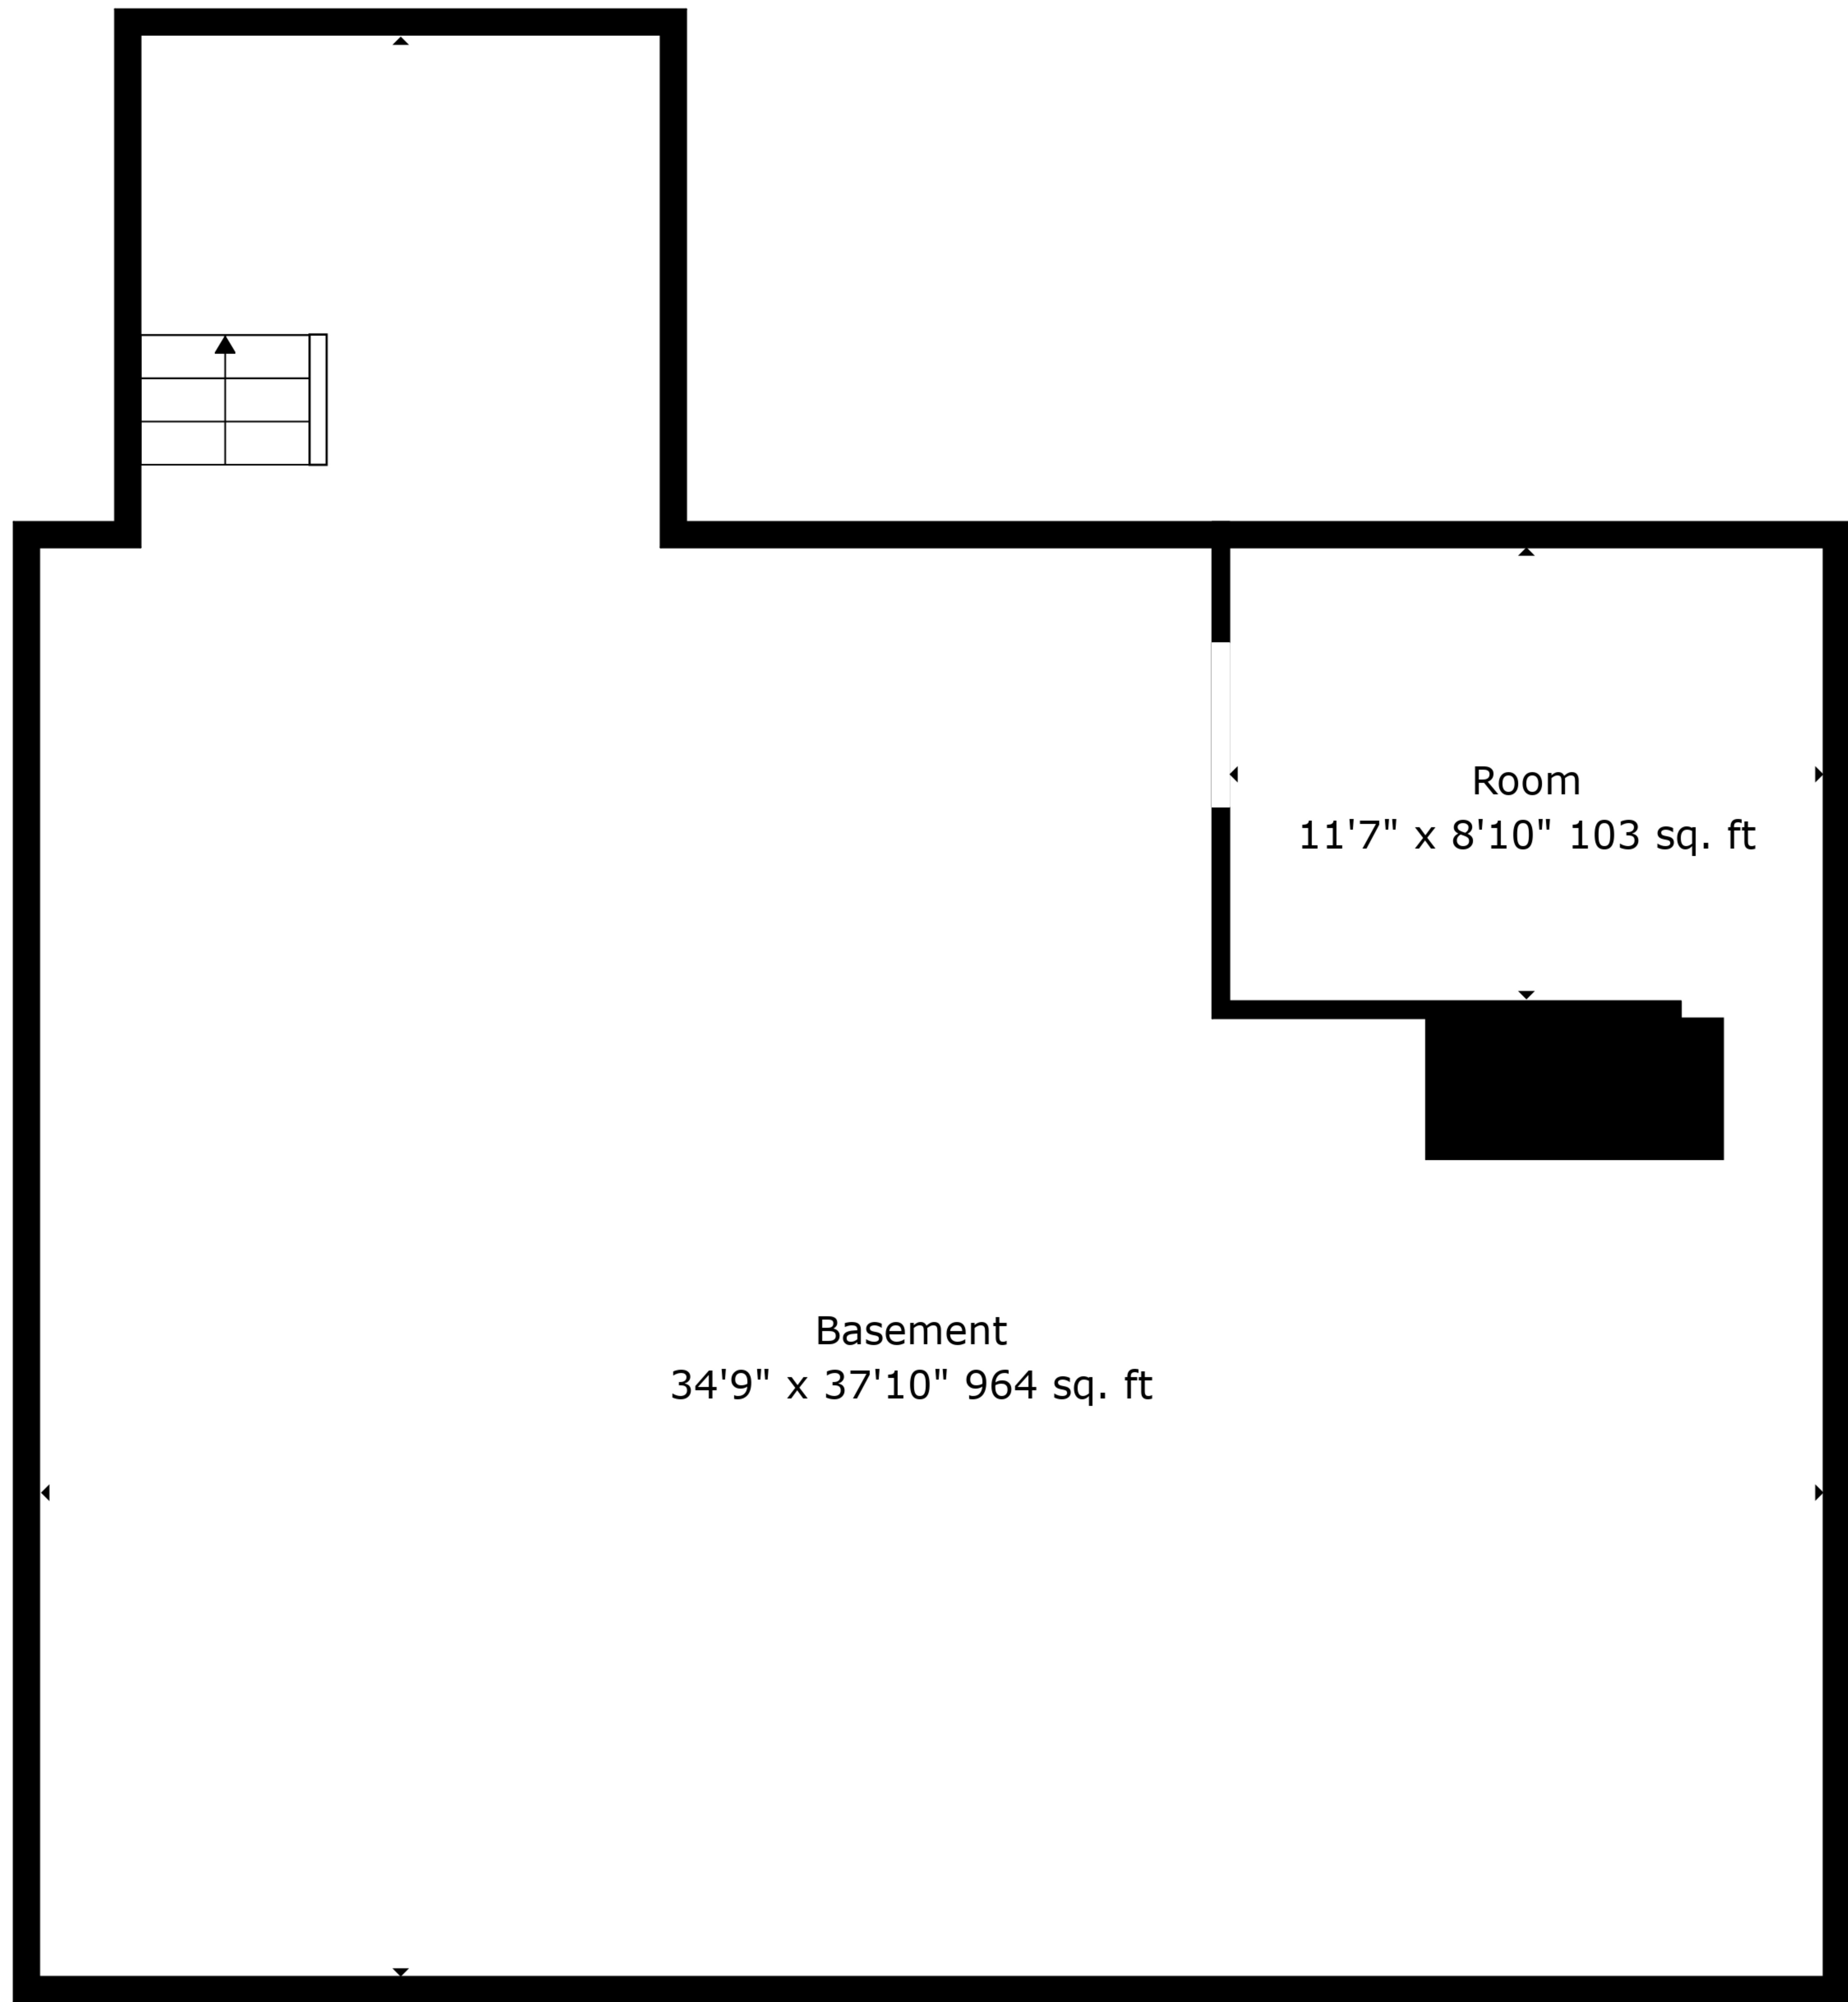 Room
11'7" x 8'10" 103 sq. ft
Basement
34'9" x 37'10" 964 sq. ft